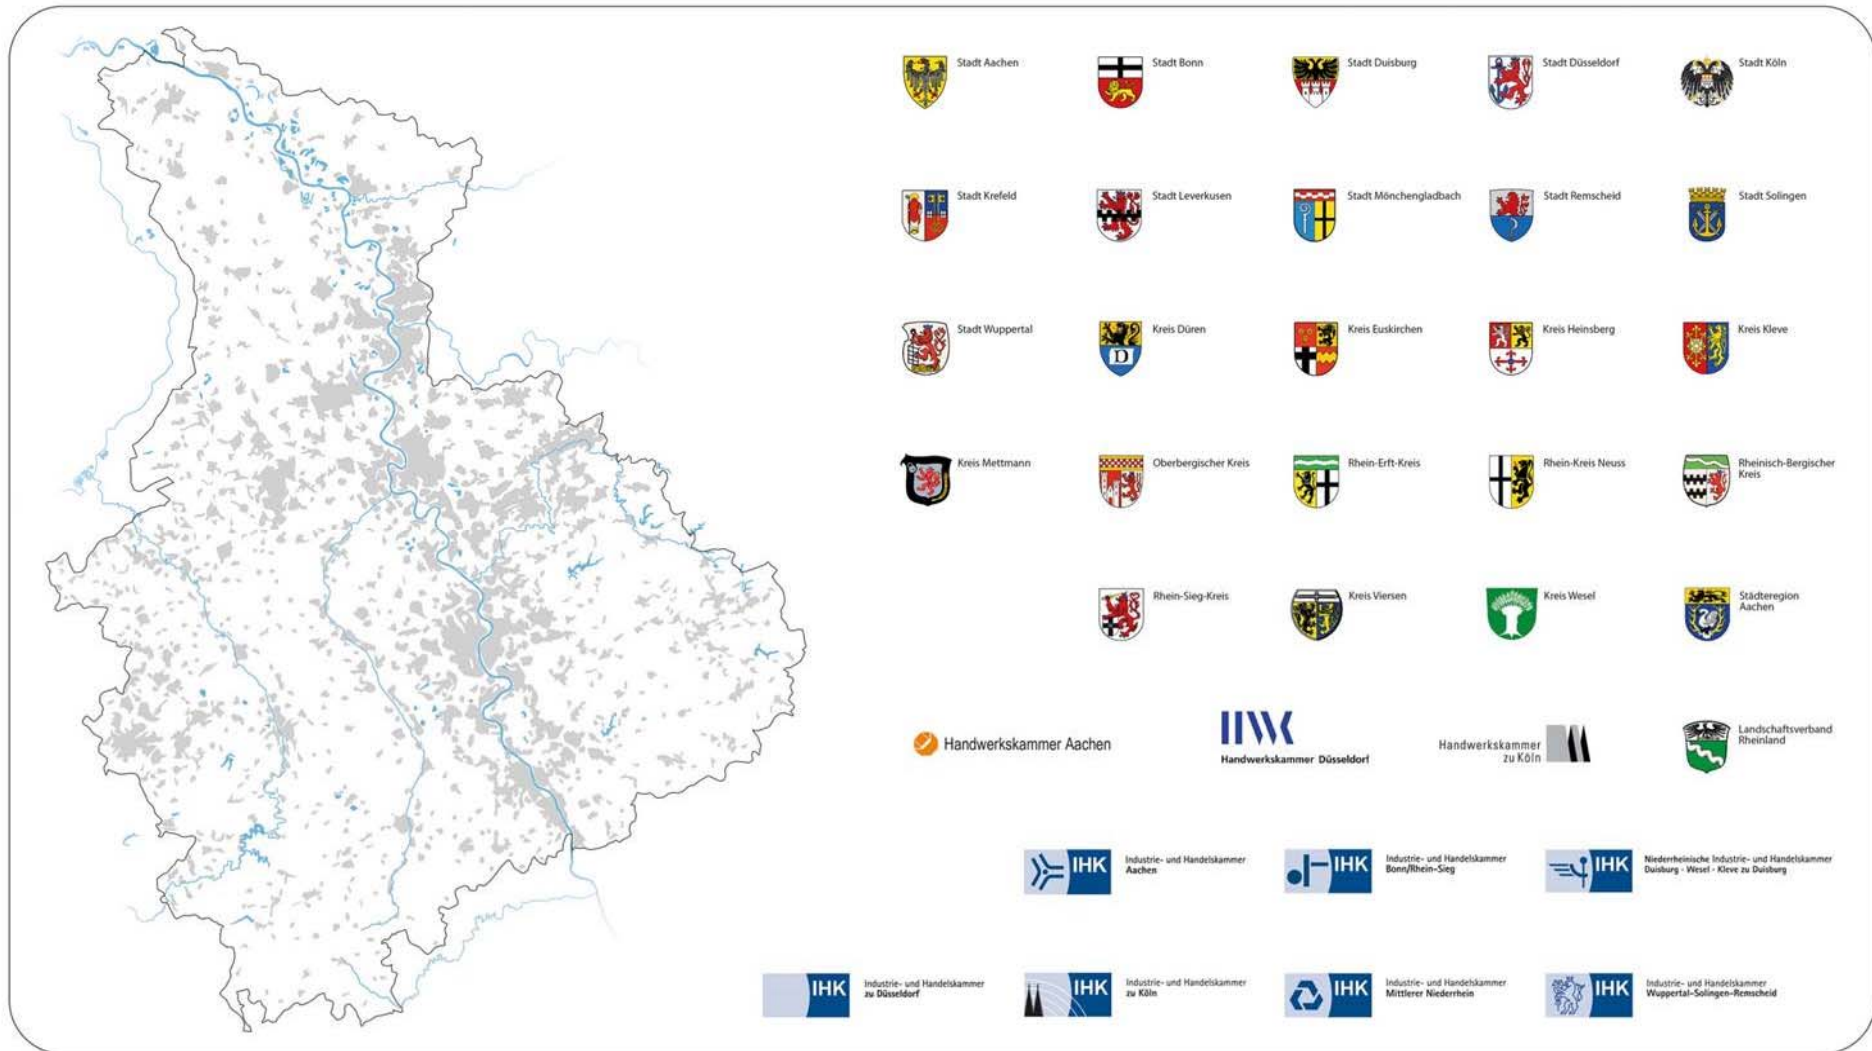 Stadt Aachen
Stadt Bonn
Stadt Duisburg
Stadt Düsseldorf
Stadt Köln
Stadt Krefeld
Stadt Leverkusen
Stadt Mönchengladbach
Stadt Remscheid
Stadt Solingen
Stadt Wuppertal
D
Kreis Düren
Kreis Euskirchen
Kreis Heinsberg
Kreis Kleve
Kreis Mettmann
Oberbergischer Kreis
Rhein-Erft-Kreis
Rhein-Kreis Neuss
Rheinisch-Bergischer
Kreis
Rhein-Sieg-Kreis
Kreis Viersen
Kreis Wesel
Städteregion
Aachen
Handwerkskammer Aachen
HWK
Handwerkskammer Düsseldorf
Handwerkskammer
zu Köln
Landschaftsverband
Rheinland
IHK
Industrie- und Handelskammer
Aachen
IHK
Industrie- und Handelskammer
Bonn/Rhein-Sieg
IHK
Niederrheinische Industrie- und Handelskammer
Duisburg - Wesel - Kleve zu Duisburg
IHK
Industrie- und Handelskammer
zu Düsseldorf
IHK
Industrie- und Handelskammer
zu Köln
IHK
Industrie- und Handelskammer
Mittlerer Niederrhein
IHK
Industrie- und Handelskammer
Wuppertal-Solingen-Remscheid